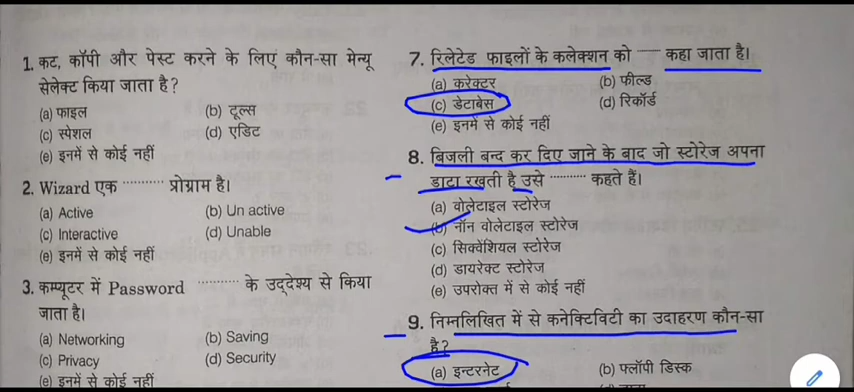 1. कट, कॉपी और पेस्ट करने के लिए कौन-सा मेन्यू
सेलेक्ट किया जाता है?
(a) फाइल (b) टूल्स
(c) स्पेशल (d) एडिट
(e) इनमें से कोई नहीं
2. Wizard एक ............ प्रोग्राम है।
(a) Active (b) Un active
(c) Interactive (d) Unable
(e) इनमें से कोई नहीं
3. कम्प्यूटर में Password ............ के उद्देश्य से किया
जाता है।
(a) Networking (b) Saving
(c) Privacy (d) Security
(e) इनमें से कोई नहीं
7. रिलेटेड फाइलों के कलेक्शन को — कहा जाता है।
(a) करेक्टर (b) फील्ड
(c) डेटाबेस (d) रिकॉर्ड
(e) इनमें से कोई नहीं
8. बिजली बन्द कर दिए जाने के बाद जो स्टोरेज अपना
डाटा रखती है उसे .......... कहते हैं।
(a) वोलेटाइल स्टोरेज
(b) नॉन वोलेटाइल स्टोरेज
(c) सिक्वेंशियल स्टोरेज
(d) डायरेक्ट स्टोरेज
(e) उपरोक्त में से कोई नहीं
9. निम्नलिखित में से कनेक्टिविटी का उदाहरण कौन-सा
है?
(a) इन्टरनेट (b) फ्लॉपी डिस्क